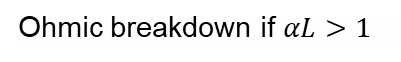 Ohmic breakdown if 𝛼𝐿 > 1